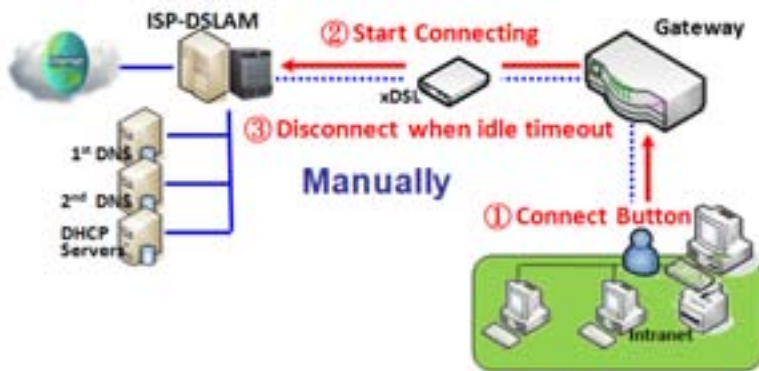 ISP-DSLAM
② Start Connecting
Gateway
Internet
xDSL
③ Disconnect when idle timeout
1st DNS
Manually
2nd DNS
① Connect Button
DHCP
Servers
Intranet